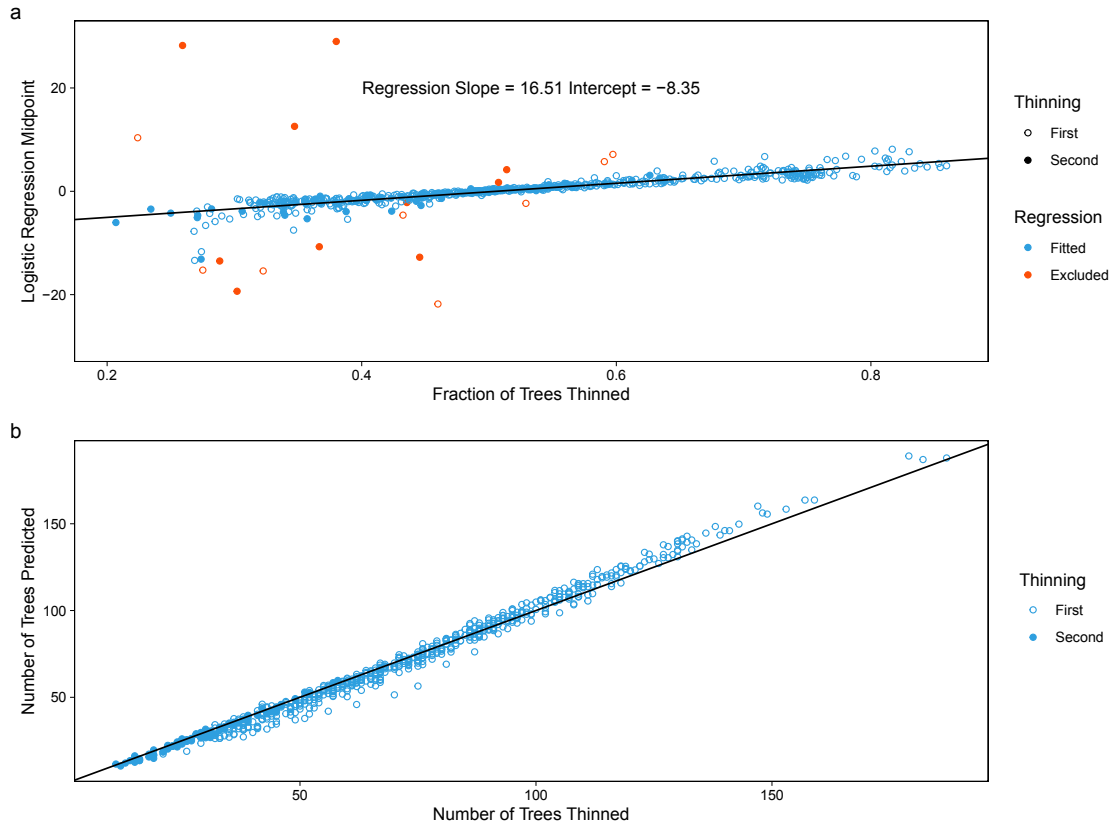 a
Regression Slope = 16.51 Intercept = −8.35
20
0
−20
Logistic Regression Midpoint
0.2 0.4 0.6 0.8
Fraction of Trees Thinned
Thinning
First
Second
Regression
Fitted
Excluded
b
150
100
50
Number of Trees Predicted
50 100 150
Number of Trees Thinned
Thinning
First
Second